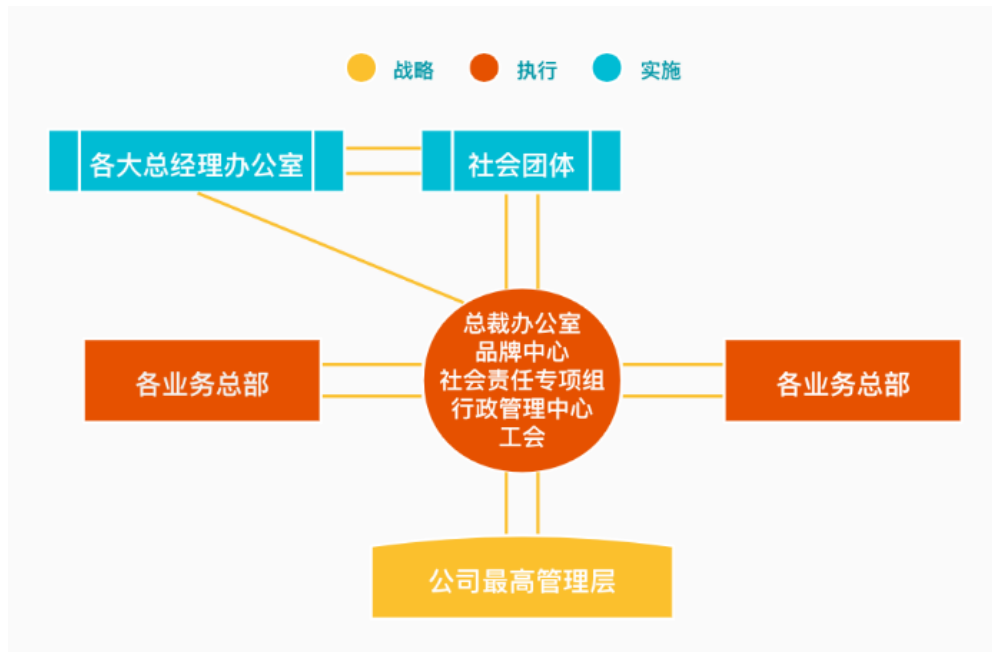 战略
执行
实施
各大总经理办公室
社会团体
总裁办公室
品牌中心
社会责任专项组
行政管理中心
工会
各业务总部
各业务总部
公司最高管理层